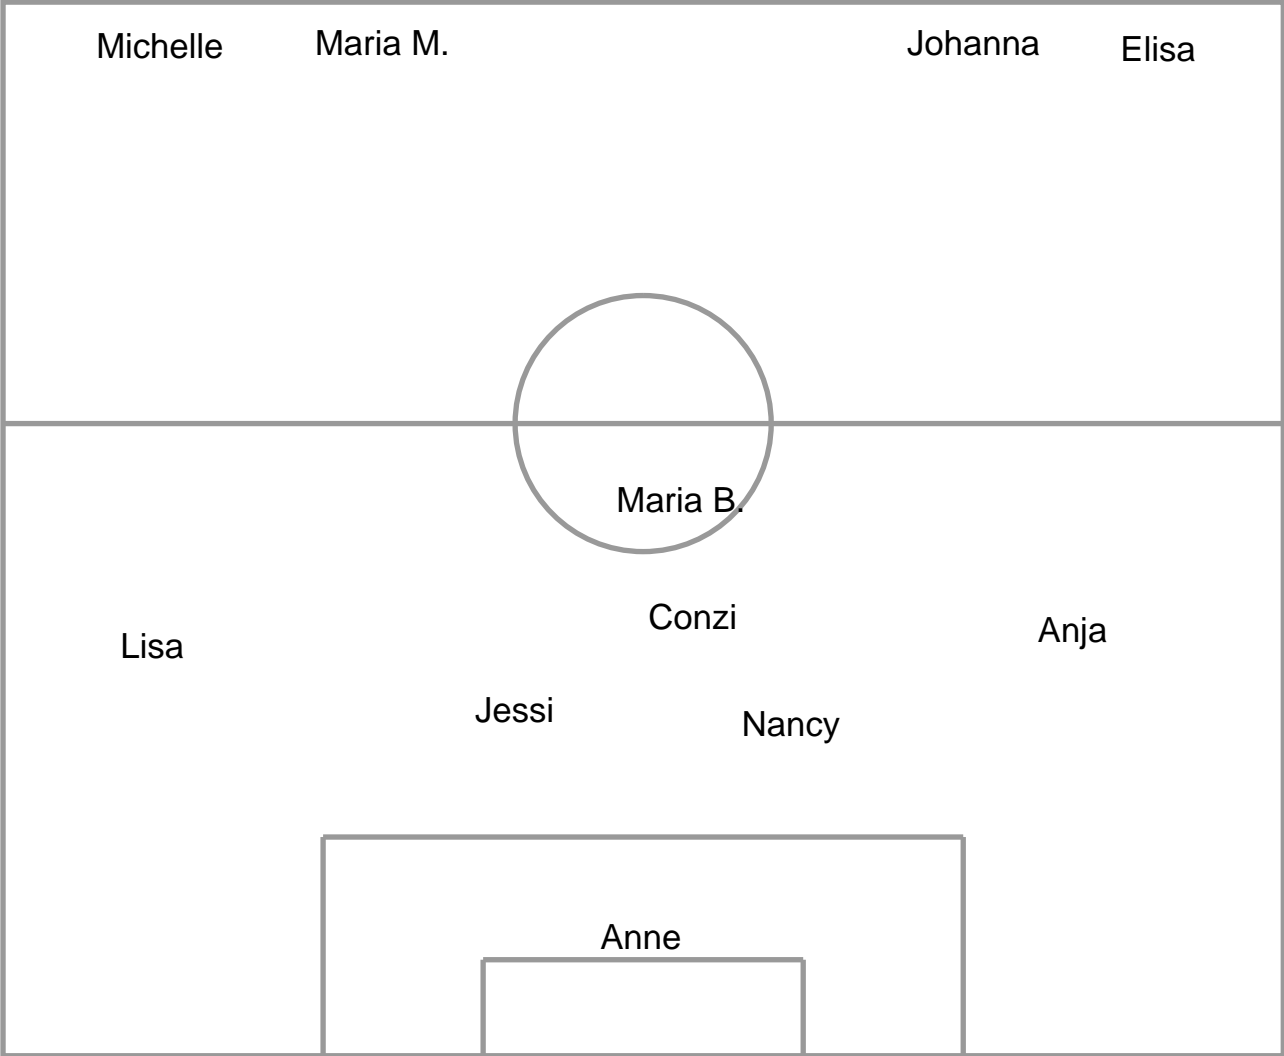 Michelle
Maria M.
Johanna
Elisa
Maria B.
Conzi
Lisa
Anja
Jessi
Nancy
Anne